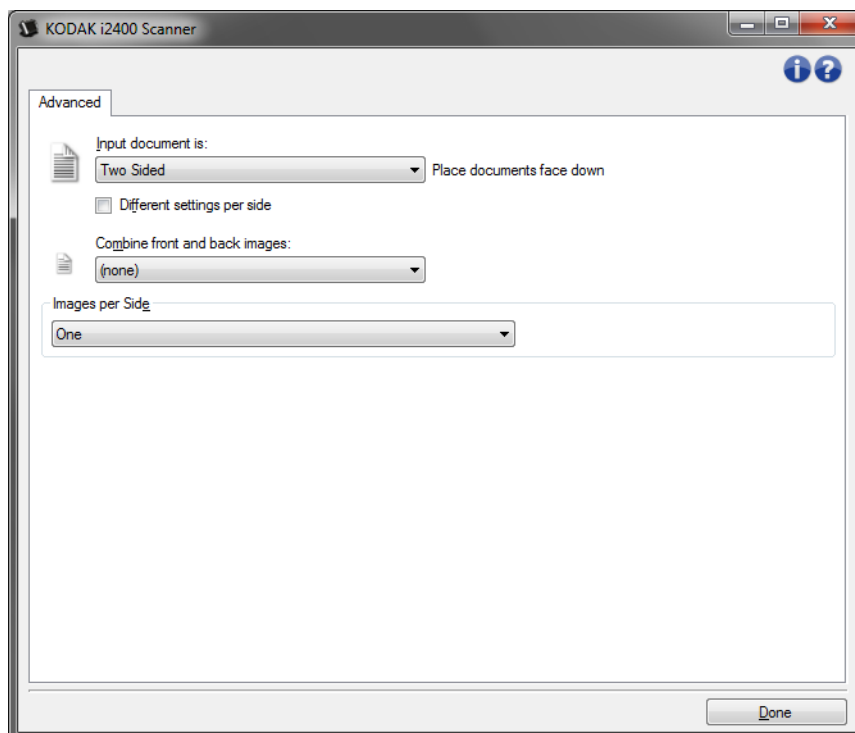 KODAK i2400 Scanner
Advanced
Input document is:
Two Sided Place documents face down
Different settings per side
Combine front and back images:
(none)
Images per Side
One
Done